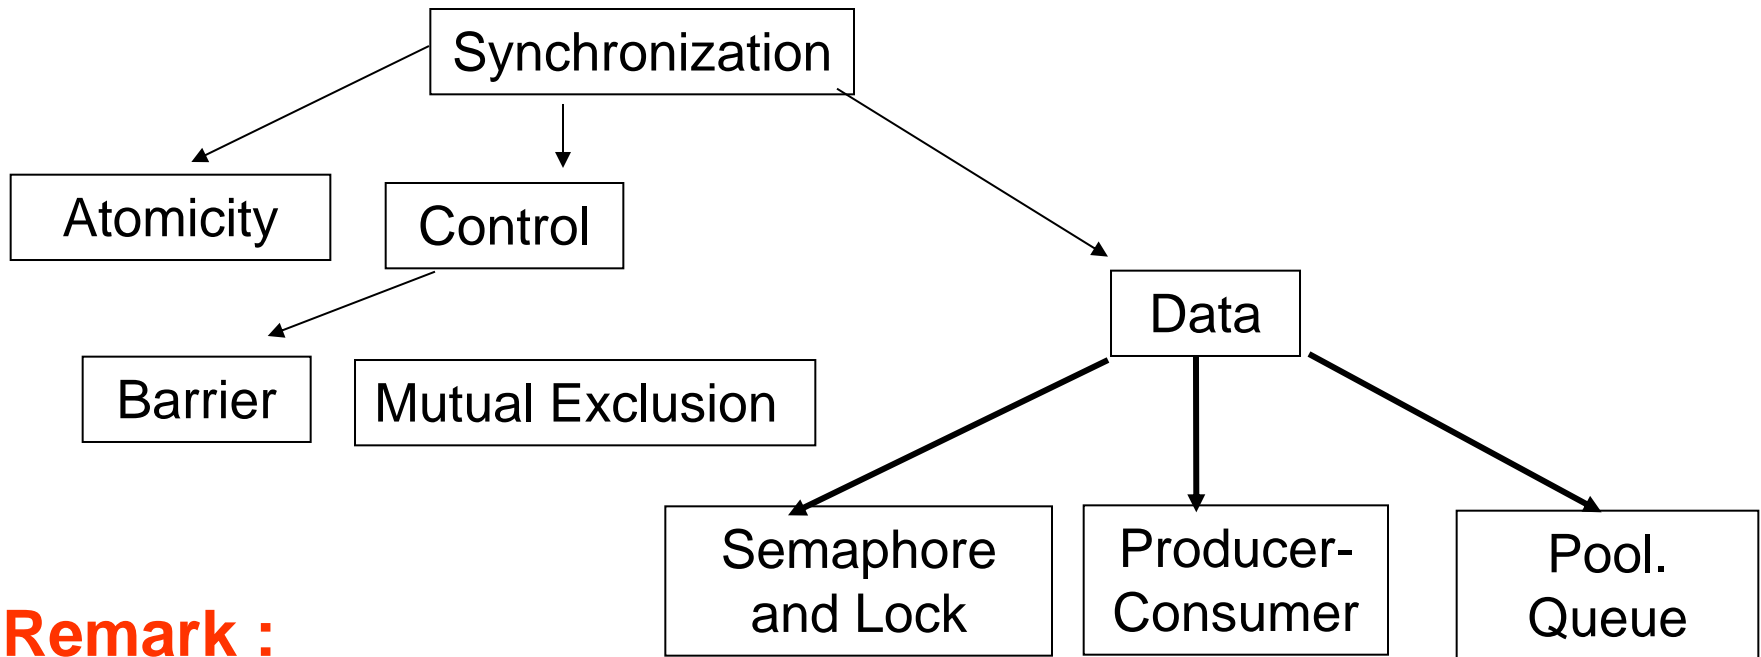 Synchronization
Atomicity
Control
Data
Barrier
Mutual Exclusion
Semaphore
and Lock
Producer-
Consumer
Pool.
Queue
Remark :